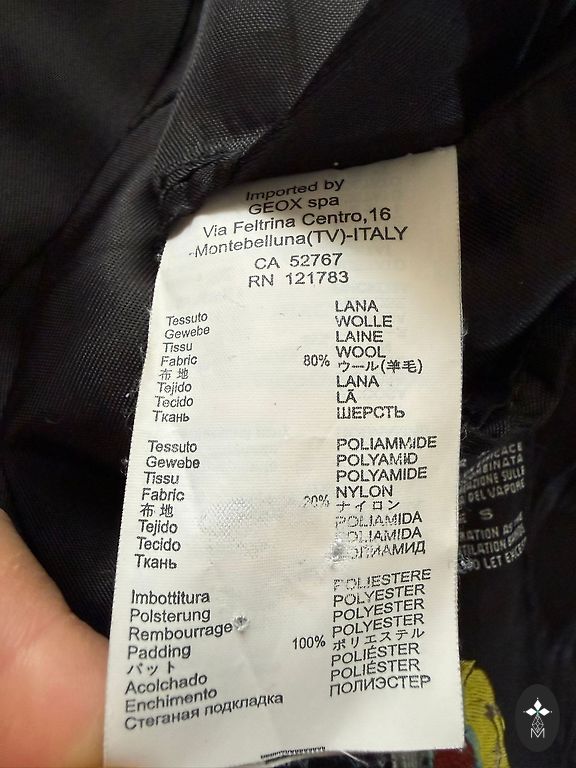 Imported by
GEOX spa
Via Feltrina Centro,16
-Montebelluna(TV)-ITALY
CA 52767
RN 121783
Tessuto LANA
Gewebe WOLLE
Tissu LAINE
Fabric 80% WOOL
布地 ウール(羊毛)
Tejido LANA
Tecido LÃ
Ткань ШЕРСТЬ
Tessuto POLIAMMIDE
Gewebe POLYAMID
Tissu POLYAMIDE
Fabric 20% NYLON
布地 ナイロン
Tejido POLIAMIDA
Tecido POLIAMIDA
Ткань ПОЛИАМИД
Imbottitura POLIESTERE
Polsterung POLYESTER
Rembourrage POLYESTER
Padding 100% POLYESTER
パット ポリエステル
Acolchado POLIÉSTER
Enchimento POLIÉSTER
Стеганая подкладка ПОЛИЭСТЕР
DEL VAPORE
S
M